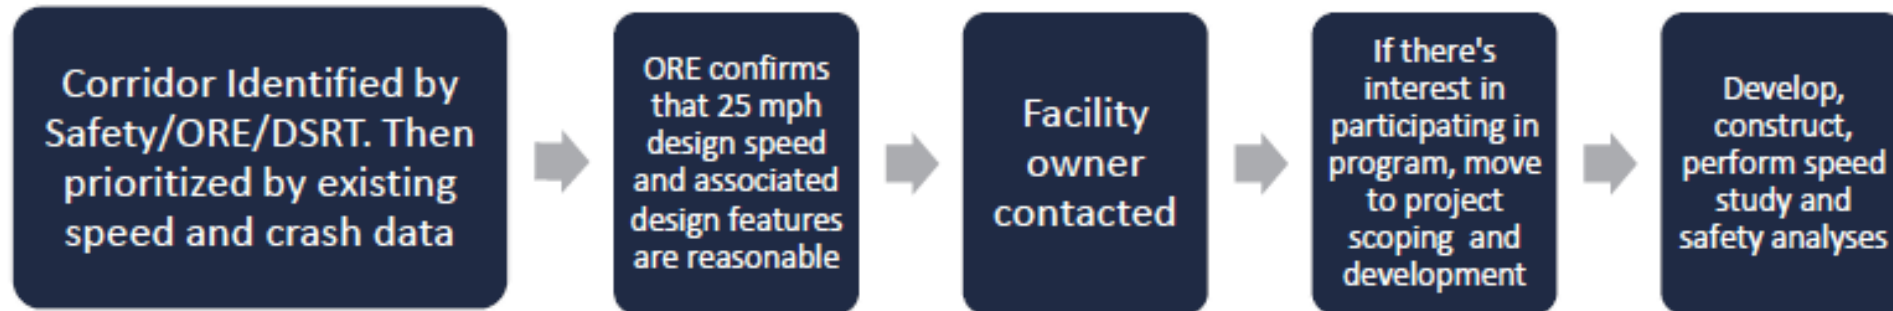 Corridor Identified by
Safety/ORE/DSRT. Then
prioritized by existing
speed and crash data
ORE confirms
that 25 mph
design speed
and associated
design features
are reasonable
Facility
owner
contacted
If there's
interest in
participating in
program, move
to project
scoping and
development
Develop,
construct,
perform speed
study and
safety analyses